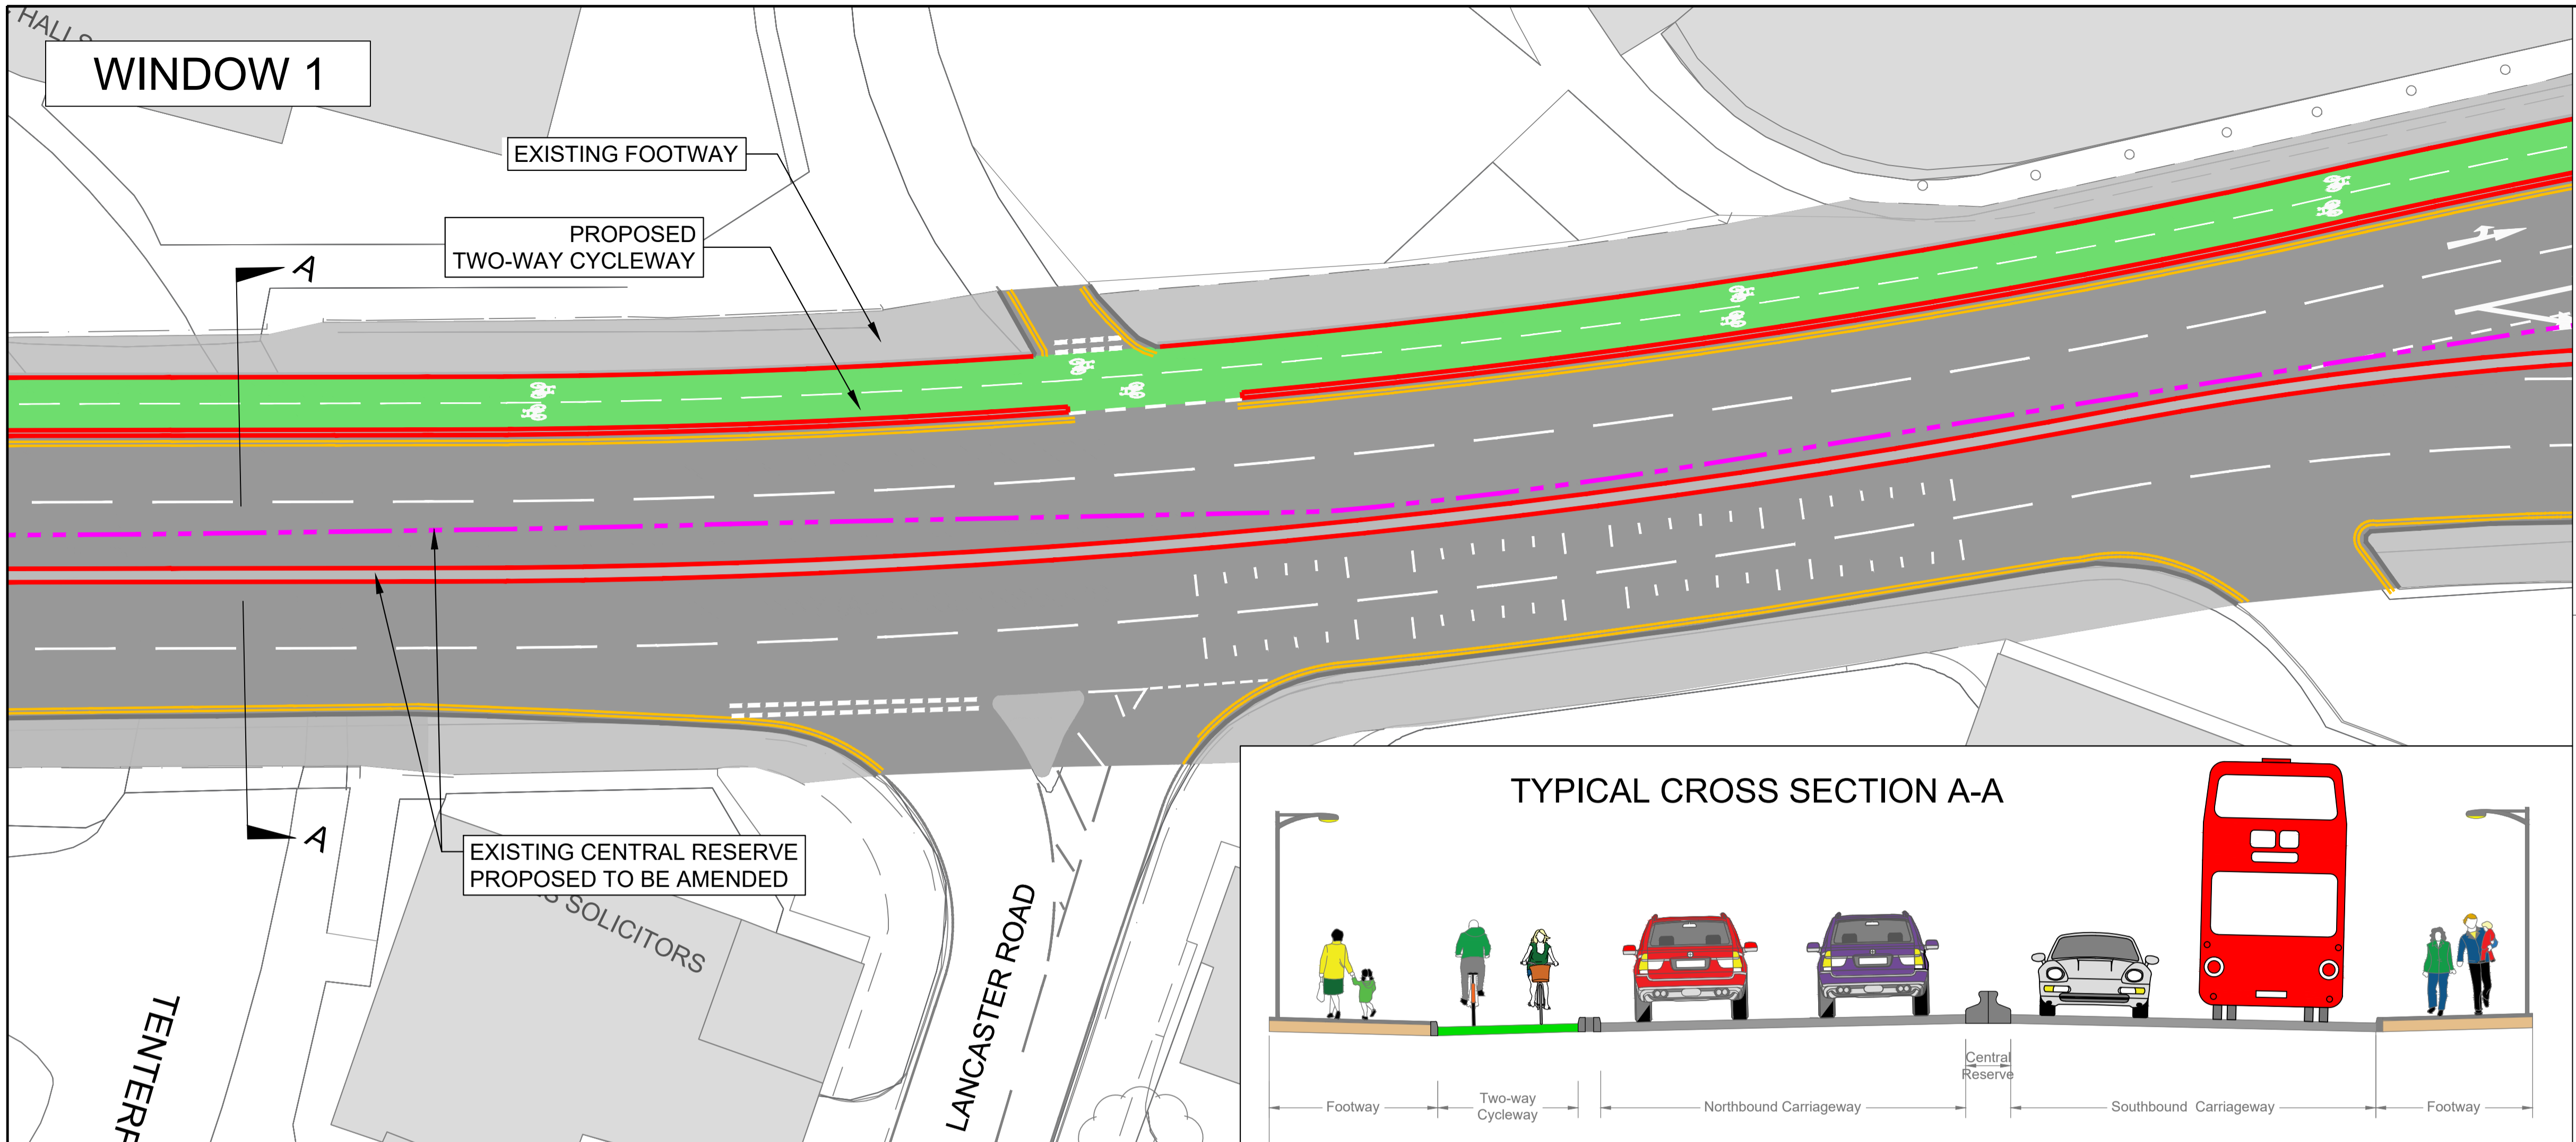 HALLS
WINDOW 1
EXISTING FOOTWAY
PROPOSED
TWO-WAY CYCLEWAY
A
A
EXISTING CENTRAL RESERVE
PROPOSED TO BE AMENDED
SOLICITORS
LANCASTER ROAD
TYPICAL CROSS SECTION A-A
Central
Reserve
Footway
Two-way
Cycleway
Northbound Carriageway
Southbound Carriageway
Footway